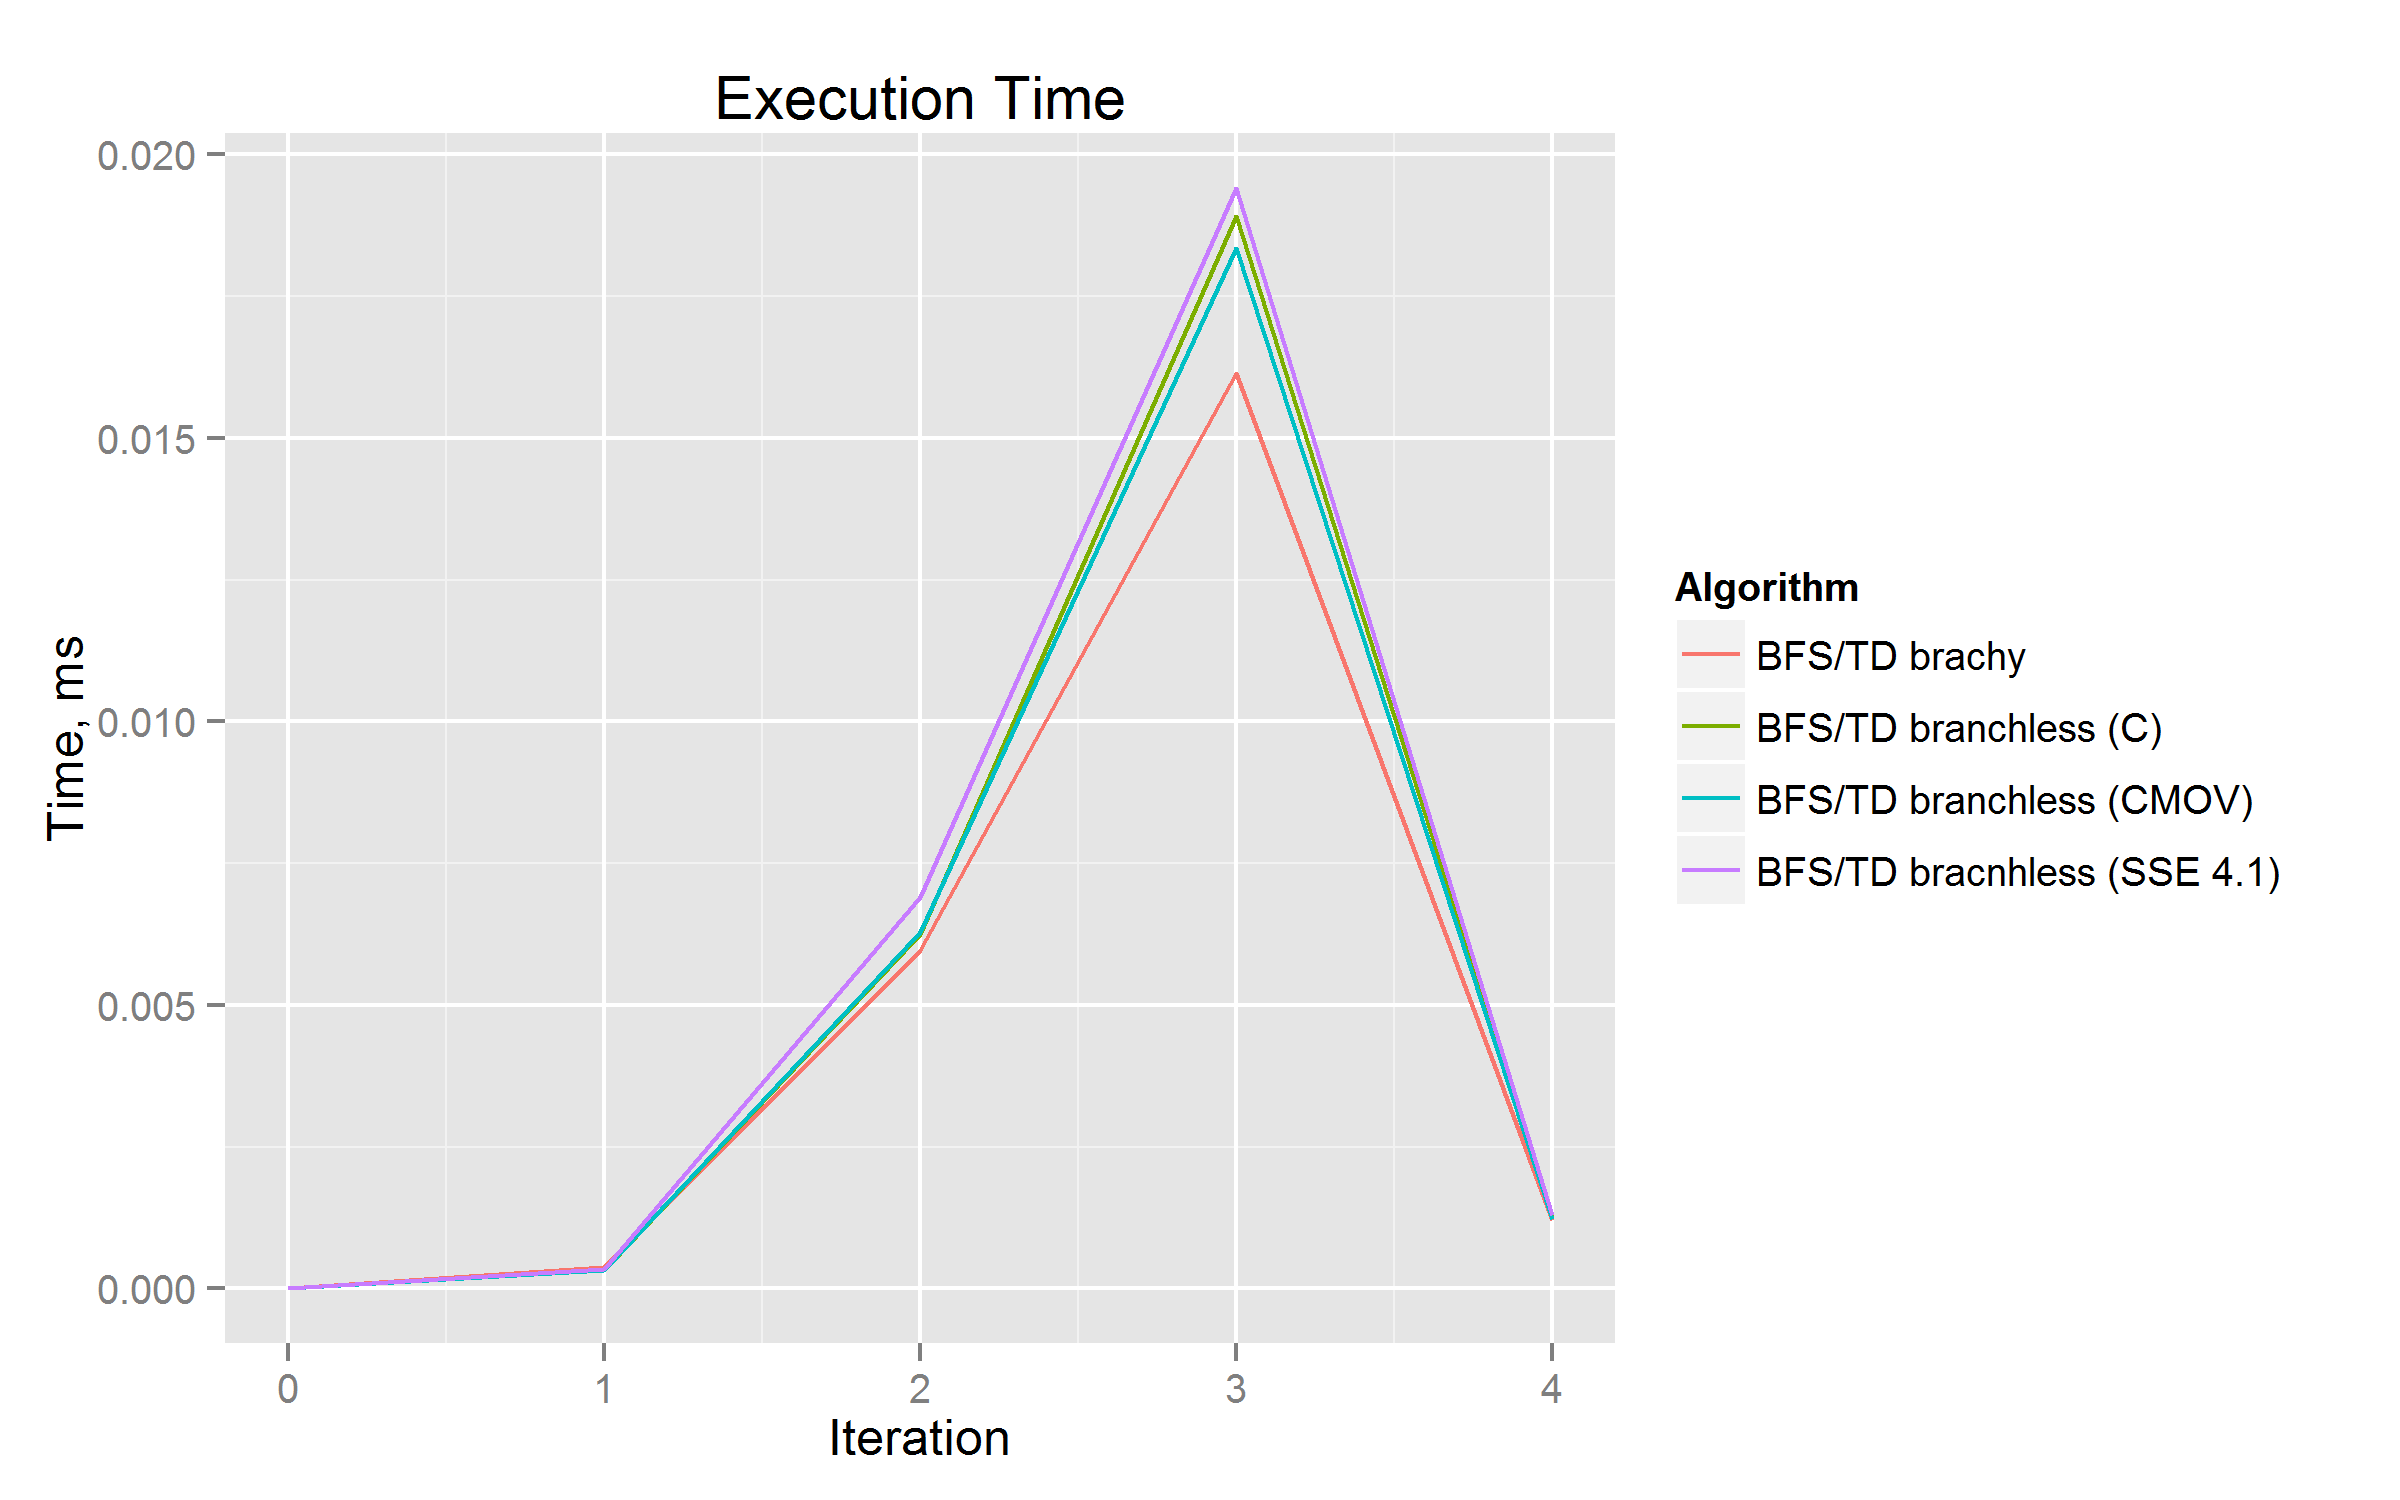 Execution Time
0.020
0.015
0.010
0.005
0.000
Time, ms
0 1 2 3 4
Iteration
Algorithm
BFS/TD brachy
BFS/TD branchless (C)
BFS/TD branchless (CMOV)
BFS/TD bracnhless (SSE 4.1)